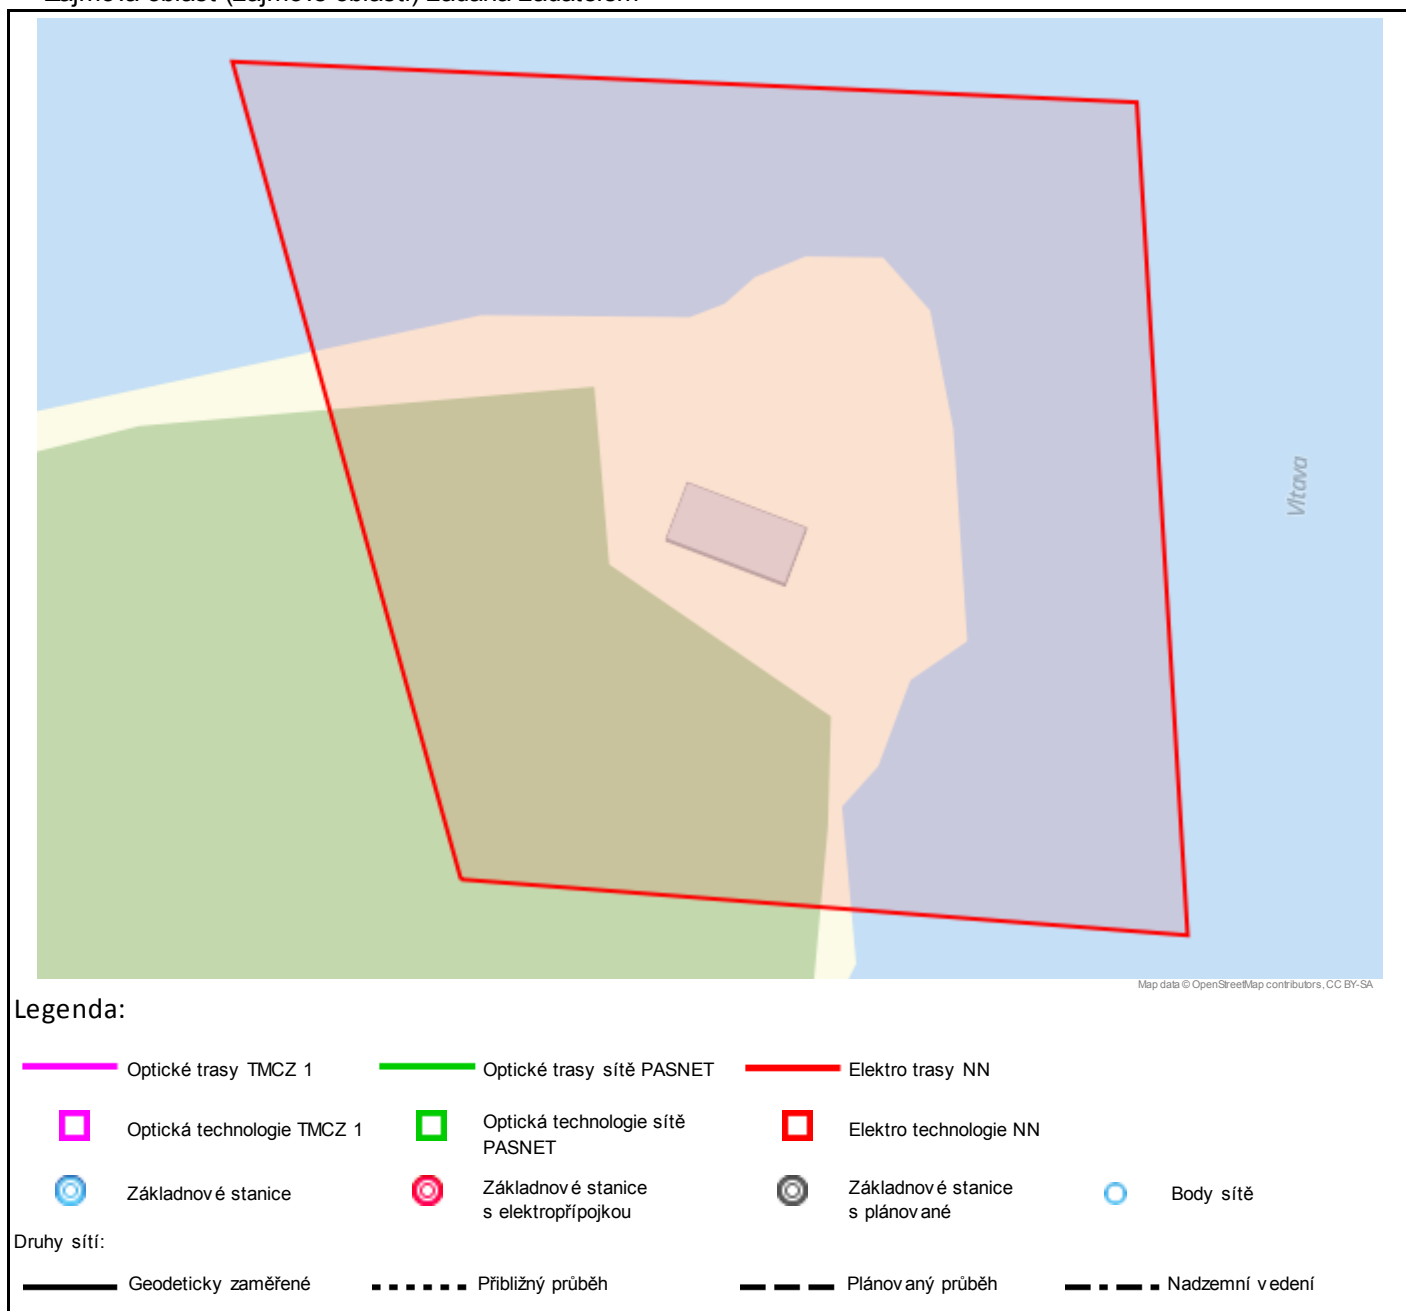 Vltava
Map data © OpenStreetMap contributors, CC BY-SA
Legenda:
Optické trasy TMCZ 1
Optické trasy sítě PASNET
Elektro trasy NN
Optická technologie TMCZ 1
Optická technologie sítě
PASNET
Elektro technologie NN
Základnové stanice
Základnové stanice
s elektropřípojkou
Základnové stanice
s plánované
Body sítě
Druhy sítí:
Geodeticky zaměřené
Přibližný průběh
Plánovaný průběh
Nadzemní vedení